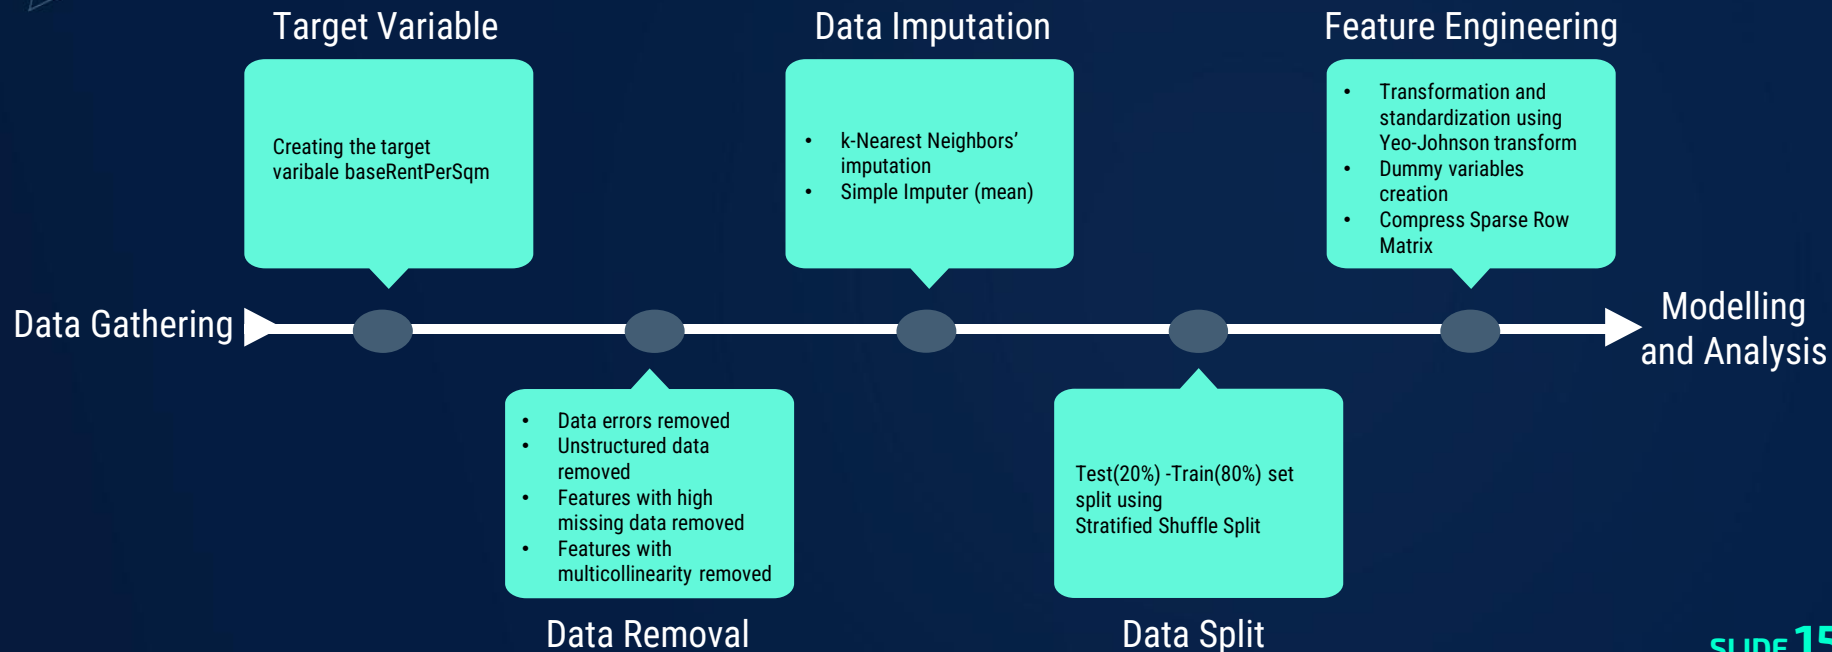 Target Variable
Creating the target
varibale baseRentPerSqm
Data Imputation
• k-Nearest Neighbors’
imputation
• Simple Imputer (mean)
Feature Engineering
• Transformation and
standardization using
Yeo-Johnson transform
• Dummy variables
creation
• Compress Sparse Row
Matrix
Data Gathering
Modelling
and Analysis
• Data errors removed
• Unstructured data
removed
• Features with high
missing data removed
• Features with
multicollinearity removed
Data Removal
Test(20%) -Train(80%) set
split using
Stratified Shuffle Split
Data Split
SLIDE 15